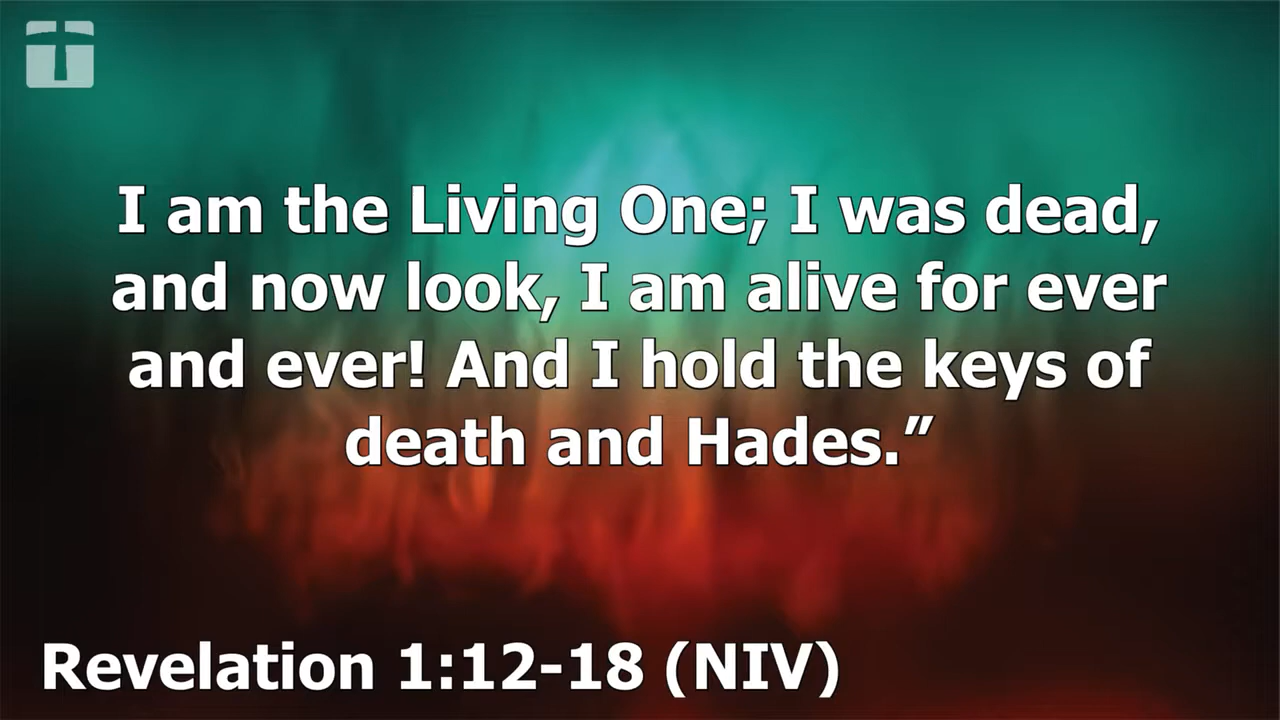 I am the Living One; I was dead,
and now look, I am alive for ever
and ever! And I hold the keys of
death and Hades.”
Revelation 1:12-18 (NIV)